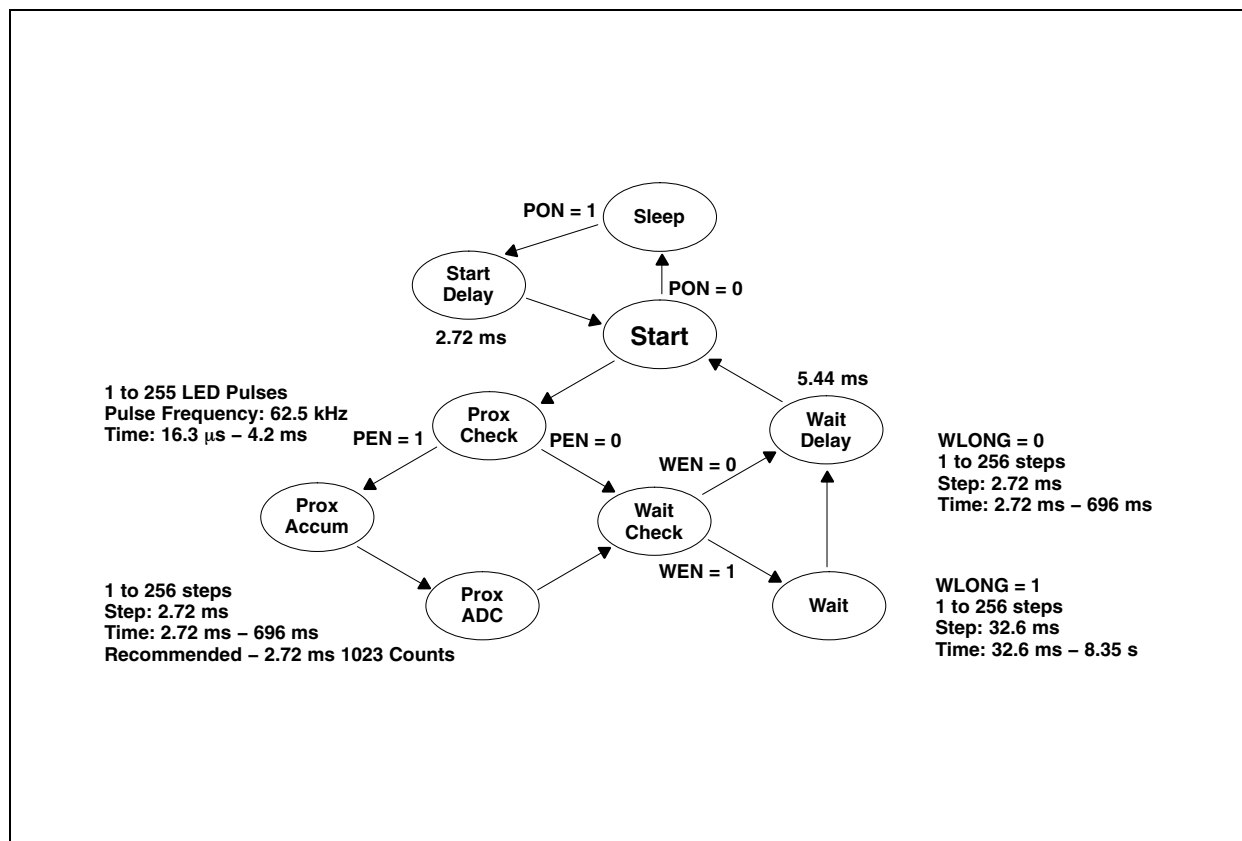 PON = 1
Sleep
Start
Delay
PON = 0
2.72 ms
Start
1 to 255 LED Pulses
Pulse Frequency: 62.5 kHz
Time: 16.3 μs – 4.2 ms
PEN = 1
Prox
Check
PEN = 0
5.44 ms
Wait
Delay
WEN = 0
WLONG = 0
1 to 256 steps
Step: 2.72 ms
Time: 2.72 ms – 696 ms
Prox
Accum
Wait
Check
WEN = 1
1 to 256 steps
Step: 2.72 ms
Time: 2.72 ms – 696 ms
Recommended – 2.72 ms 1023 Counts
Prox
ADC
Wait
WLONG = 1
1 to 256 steps
Step: 32.6 ms
Time: 32.6 ms – 8.35 s